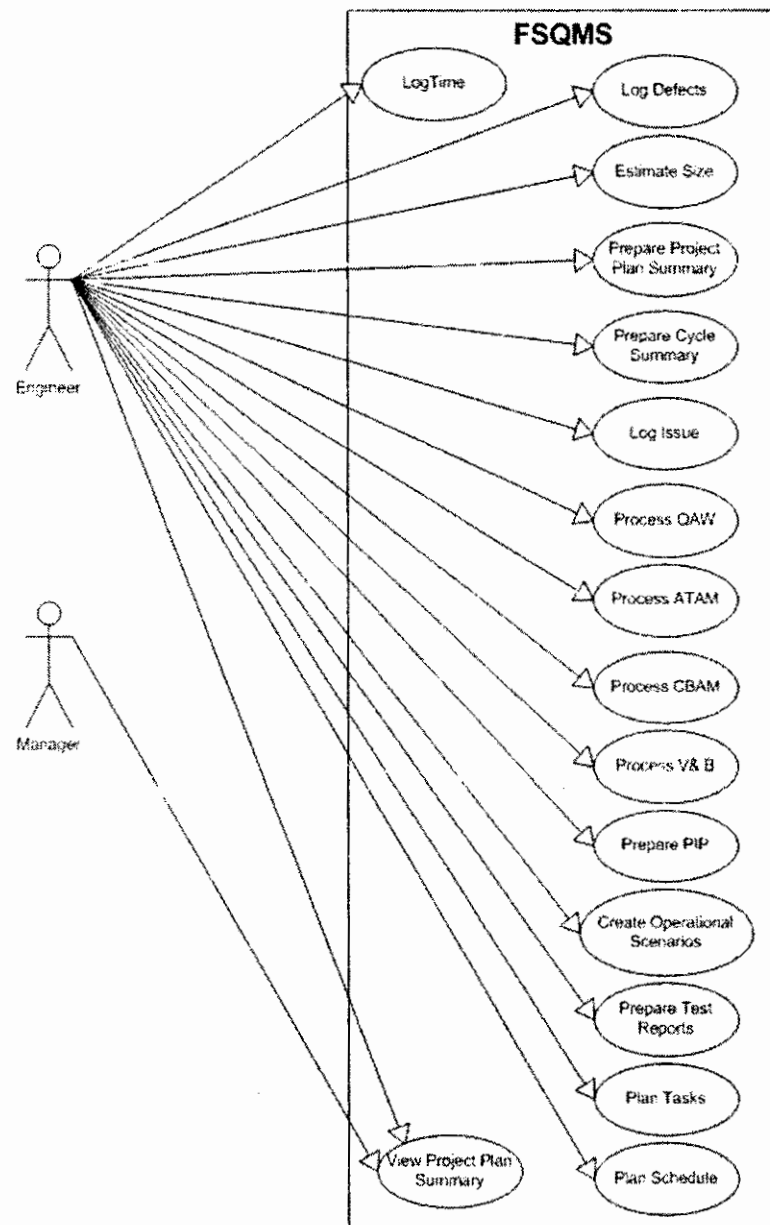 FSQMS
LogTime
Log Defects
Estimate Size
Prepare Project
Plan Summary
Prepare Cycle
Summary
Engineer
Log Issue
Process QAW
Process ATAM
Process CBAM
Manager
Process V& B
Prepare PIP
Create Operational
Scenarios
Prepare Test
Reports
Plan Tasks
View Project Plan
Summary
Plan Schedule